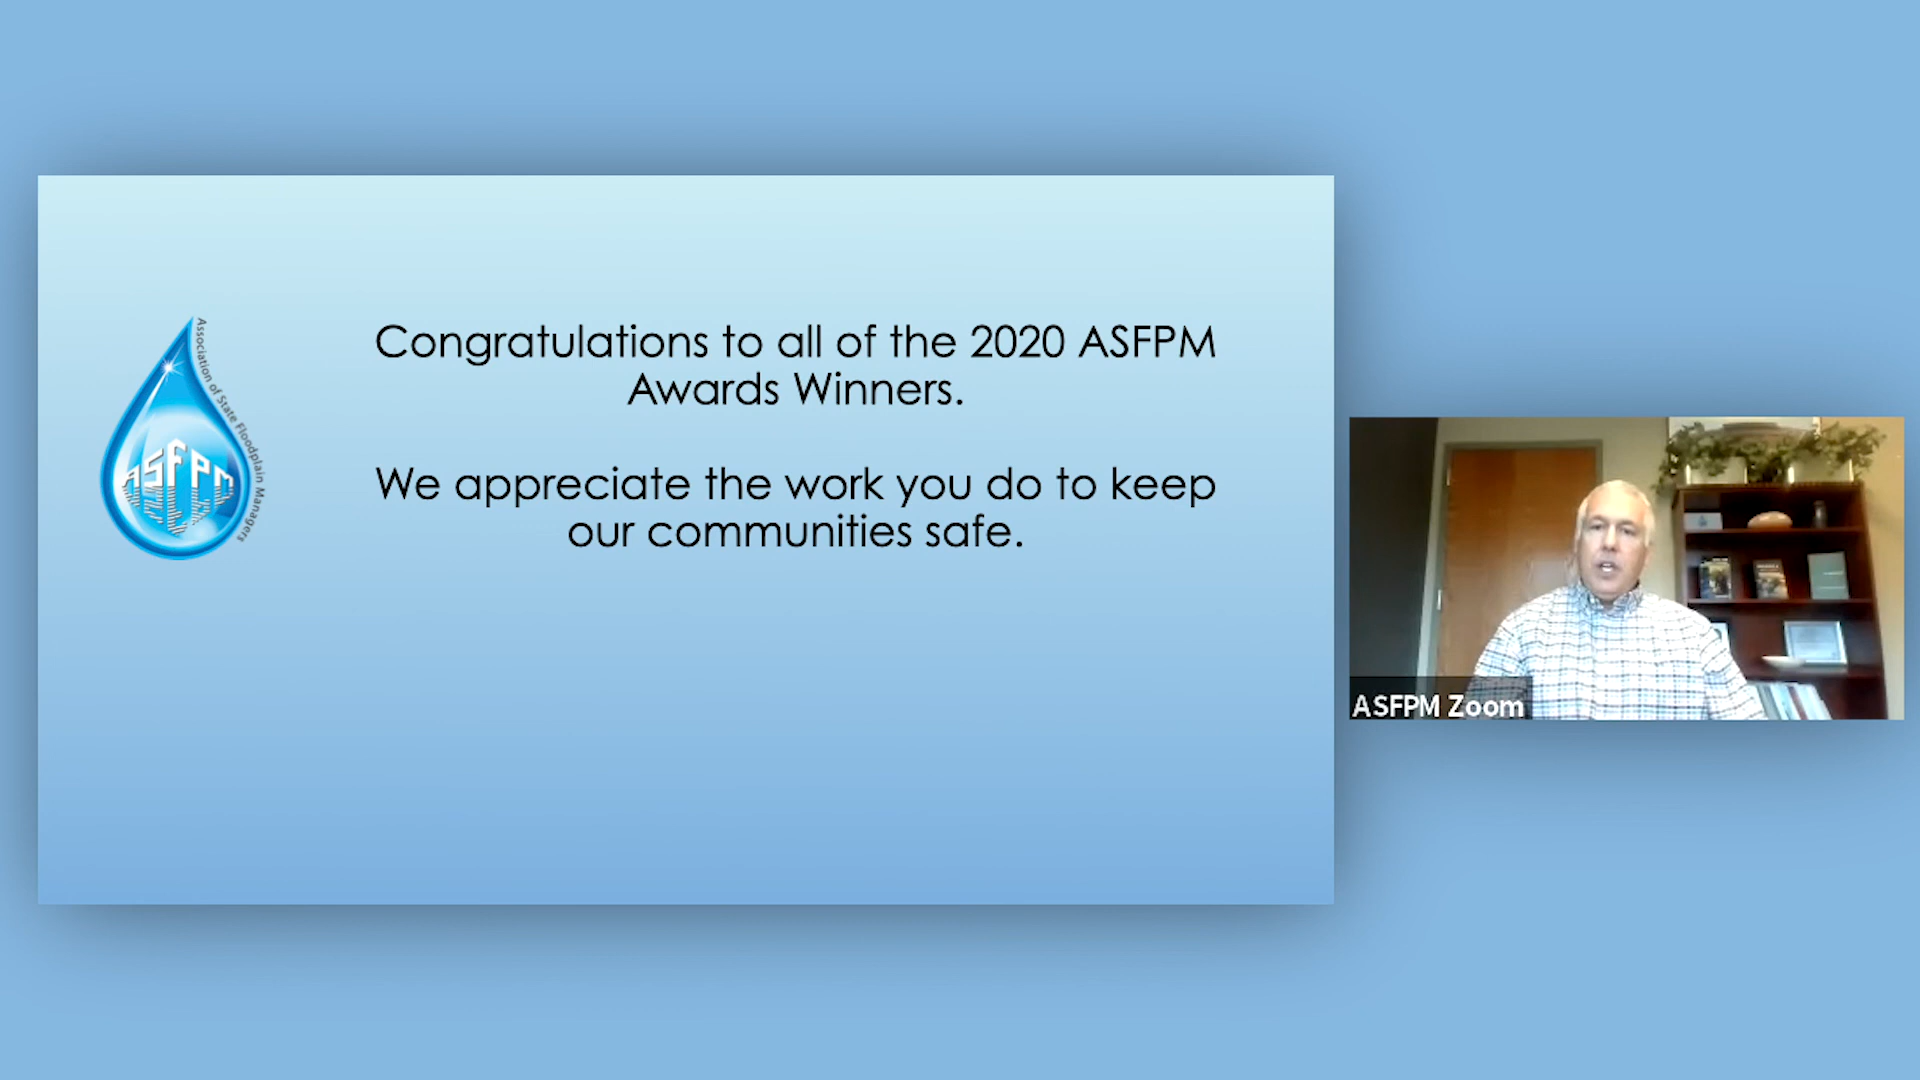 Congratulations to all of the 2020 ASFPM
Awards Winners.
We appreciate the work you do to keep
our communities safe.
Association of State Floodplain Managers
ASFPM
ASFPM Zoom